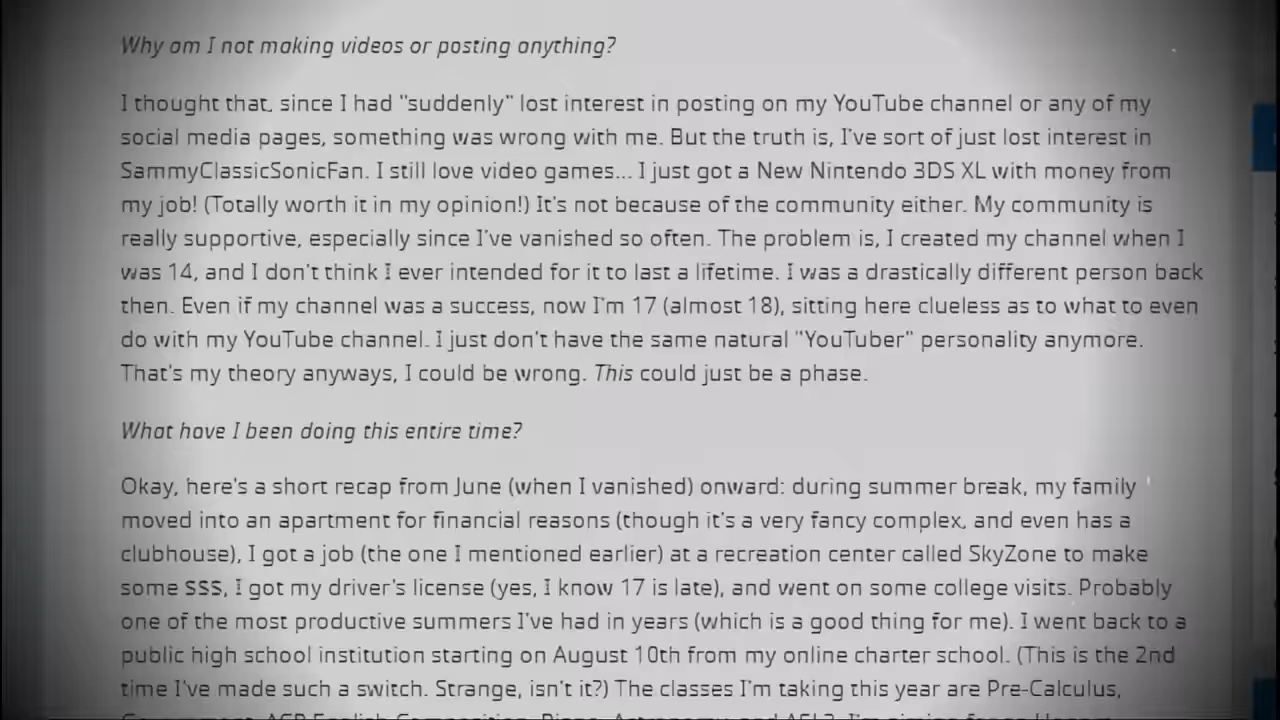 Why am I not making videos or posting anything?
I thought that, since I had "suddenly" lost interest in posting on my YouTube channel or any of my
social media pages, something was wrong with me. But the truth is, I've sort of just lost interest in
SammyClassicSonicFan. I still love video games... I just got a New Nintendo 3DS XL with money from
my job! (Totally worth it in my opinion!) It's not because of the community either. My community is
really supportive, especially since I've vanished so often. The problem is, I created my channel when I
was 14, and I don't think I ever intended for it to last a lifetime. I was a drastically different person back
then. Even if my channel was a success, now I'm 17 (almost 18), sitting here clueless as to what to even
do with my YouTube channel. I just don't have the same natural "YouTuber" personality anymore.
That's my theory anyways, I could be wrong. This could just be a phase.
What have I been doing this entire time?
Okay, here's a short recap from June (when I vanished) onward: during summer break, my family
moved into an apartment for financial reasons (though it's a very fancy complex, and even has a
clubhouse), I got a job (the one I mentioned earlier) at a recreation center called SkyZone to make
some $$$, I got my driver's license (yes, I know 17 is late), and went on some college visits. Probably
one of the most productive summers I've had in years (which is a good thing for me). I went back to a
public high school institution starting on August 10th from my online charter school. (This is the 2nd
time I've made such a switch. Strange, isn't it?) The classes I'm taking this year are Pre-Calculus,